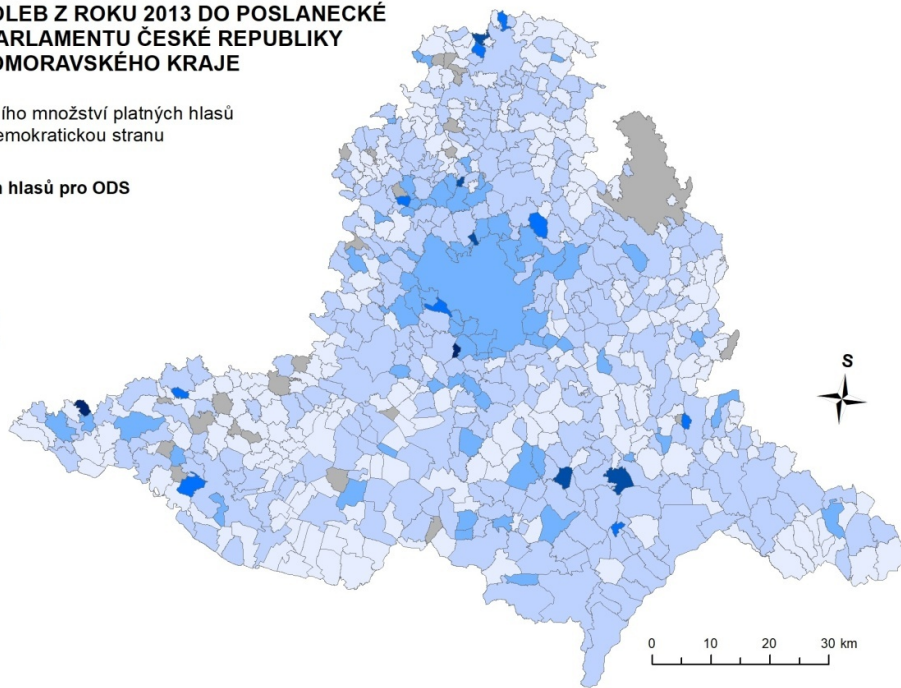 OLEB Z ROKU 2013 DO POSLANECKÉ
ARLAMENTU ČESKÉ REPUBLIKY
OMORAVSKÉHO KRAJE
ího množství platných hlasů
emokratickou stranu
hlasů pro ODS
S
0 10 20 30 km